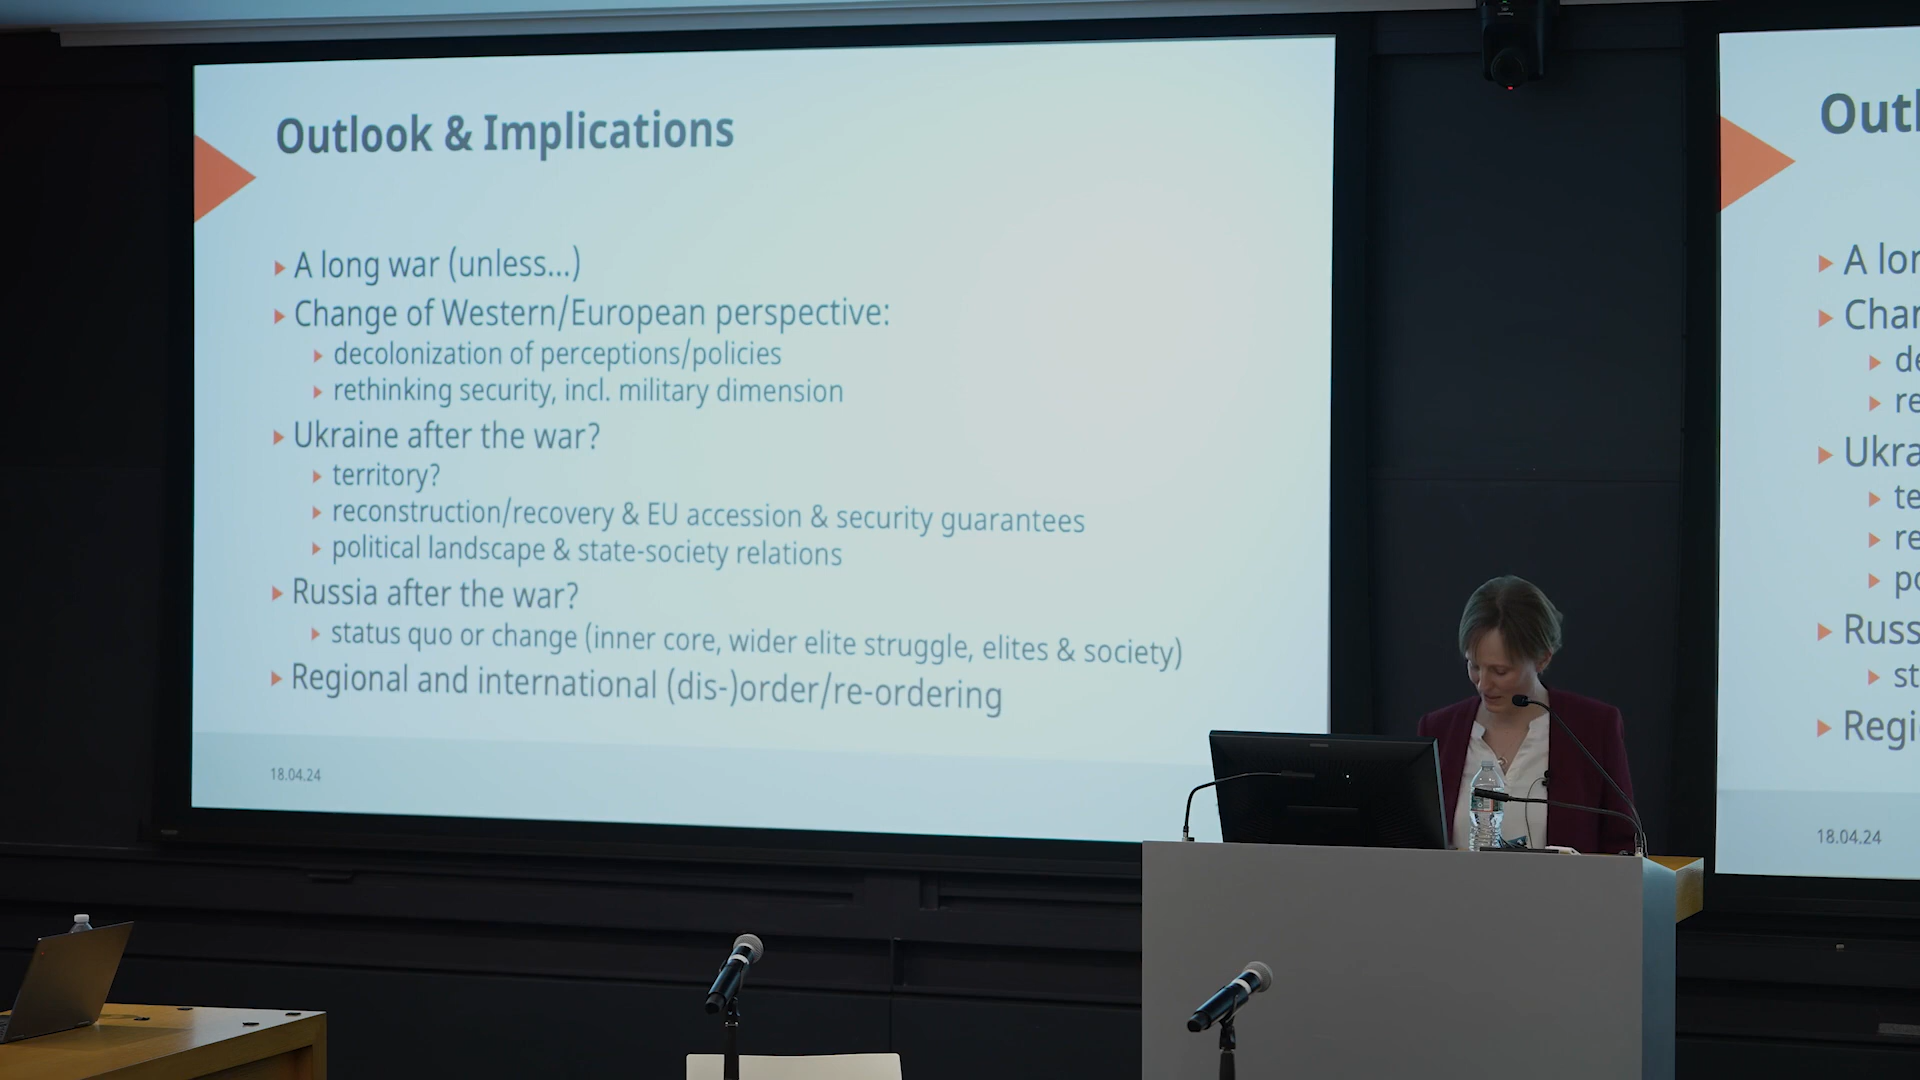 Outlook & Implications
A long war (unless...)
Change of Western/European perspective:
decolonization of perceptions/policies
rethinking security, incl. military dimension
Ukraine after the war?
territory?
reconstruction/recovery & EU accession & security guarantees
political landscape & state-society relations
Russia after the war?
status quo or change (inner core, wider elite struggle, elites & society)
Regional and international (dis-)order/re-ordering
18.04.24
Outl
A lor
Char
de
re
Ukra
te
re
po
Russ
st
Regi
18.04.24